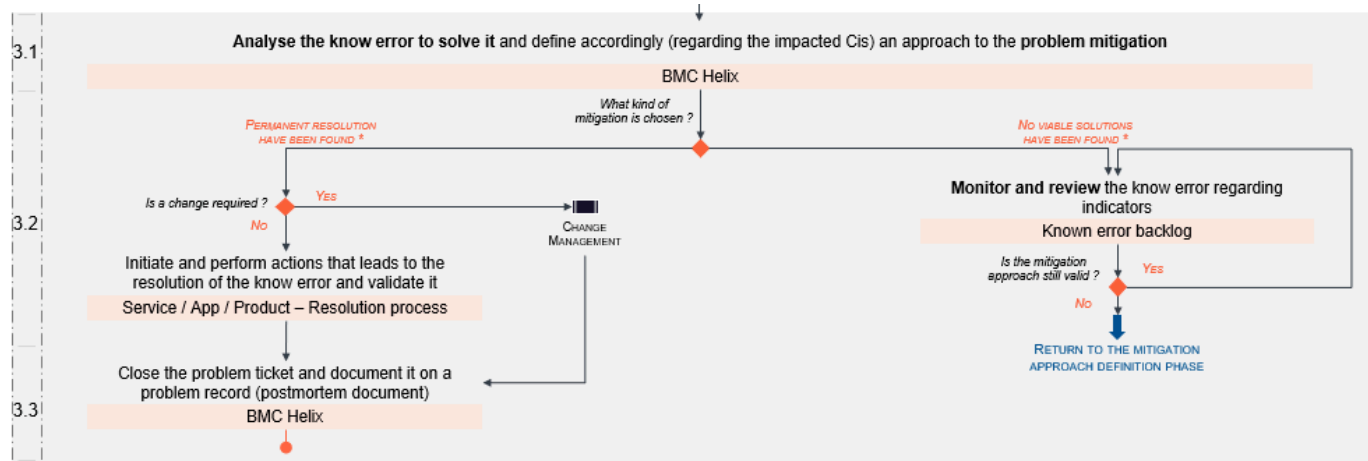 3.1
Analyse the know error to solve it and define accordingly (regarding the impacted Cis) an approach to the problem mitigation
BMC Helix
What kind of
mitigation is chosen ?
PERMANENT RESOLUTION
HAVE BEEN FOUND *
NO VIABLE SOLUTIONS
HAVE BEEN FOUND *
3.2
Is a change required ?
YES
NO
CHANGE
MANAGEMENT
Initiate and perform actions that leads to the
resolution of the know error and validate it
Service / App / Product – Resolution process
Monitor and review the know error regarding
indicators
Known error backlog
Is the mitigation
approach still valid ?
YES
NO
RETURN TO THE MITIGATION
APPROACH DEFINITION PHASE
3.3
Close the problem ticket and document it on a
problem record (postmortem document)
BMC Helix